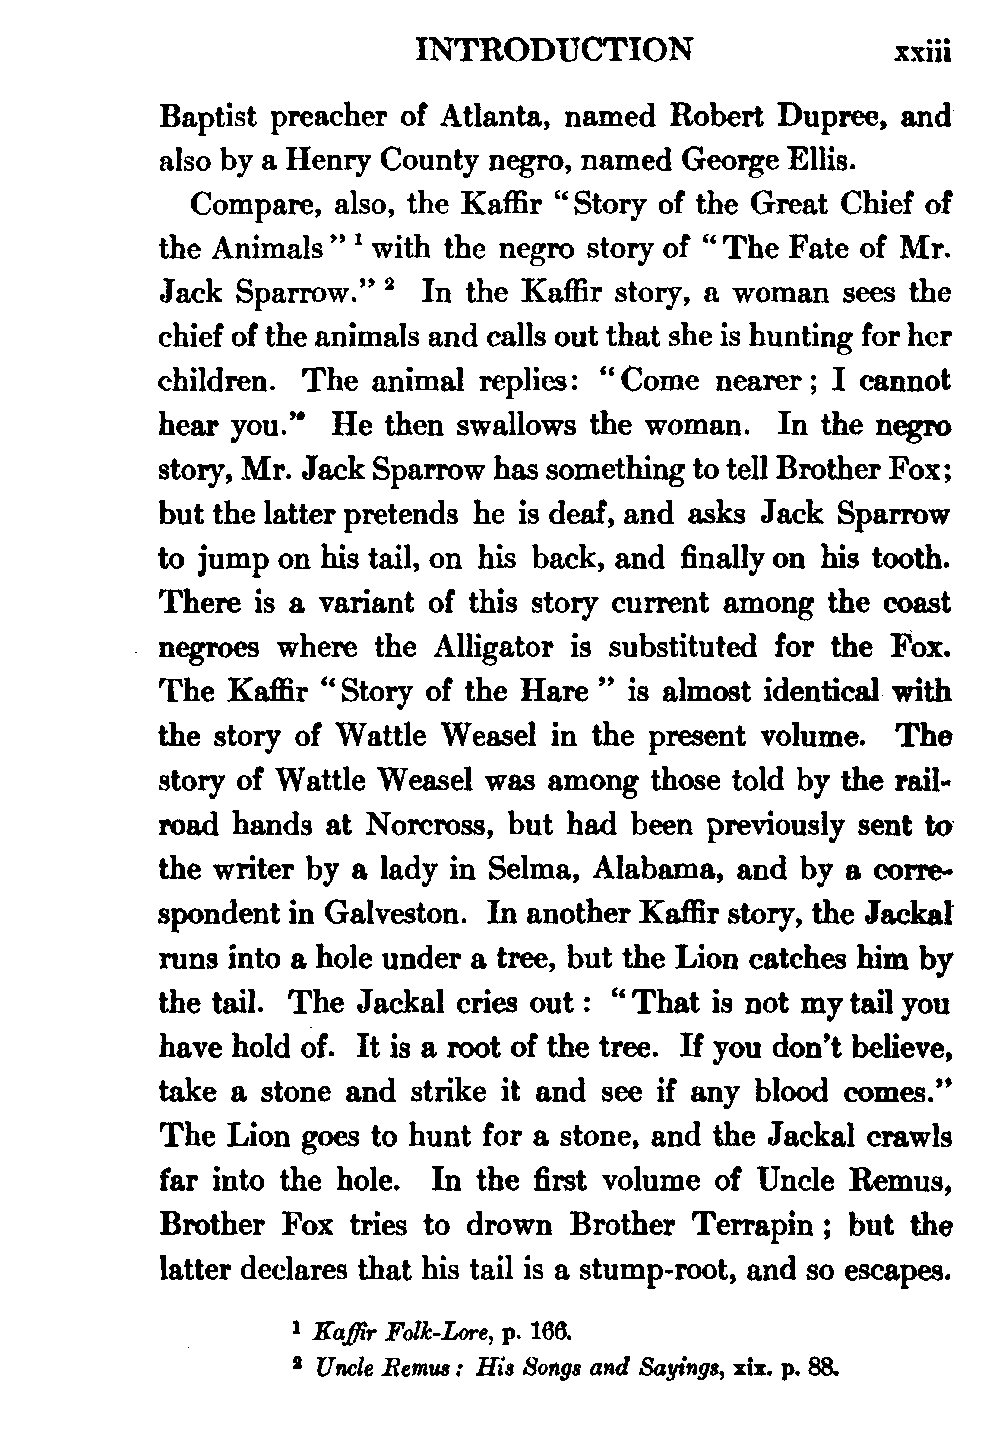 INTRODUCTION xxiii
Baptist preacher of Atlanta, named Robert Dupree, and
also by a Henry County negro, named George Ellis.
Compare, also, the Kaffir "Story of the Great Chief of
the Animals" ¹ with the negro story of "The Fate of Mr.
Jack Sparrow." ² In the Kaffir story, a woman sees the
chief of the animals and calls out that she is hunting for her
children. The animal replies: "Come nearer; I cannot
hear you." He then swallows the woman. In the negro
story, Mr. Jack Sparrow has something to tell Brother Fox;
but the latter pretends he is deaf, and asks Jack Sparrow
to jump on his tail, on his back, and finally on his tooth.
There is a variant of this story current among the coast
negroes where the Alligator is substituted for the Fox.
The Kaffir "Story of the Hare" is almost identical with
the story of Wattle Weasel in the present volume. The
story of Wattle Weasel was among those told by the rail-
road hands at Norcross, but had been previously sent to
the writer by a lady in Selma, Alabama, and by a corre-
spondent in Galveston. In another Kaffir story, the Jackal
runs into a hole under a tree, but the Lion catches him by
the tail. The Jackal cries out: "That is not my tail you
have hold of. It is a root of the tree. If you don't believe,
take a stone and strike it and see if any blood comes."
The Lion goes to hunt for a stone, and the Jackal crawls
far into the hole. In the first volume of Uncle Remus,
Brother Fox tries to drown Brother Terrapin; but the
latter declares that his tail is a stump-root, and so escapes.
¹ Kaffir Folk-Lore, p. 166.
² Uncle Remus: His Songs and Sayings, xix. p. 88.